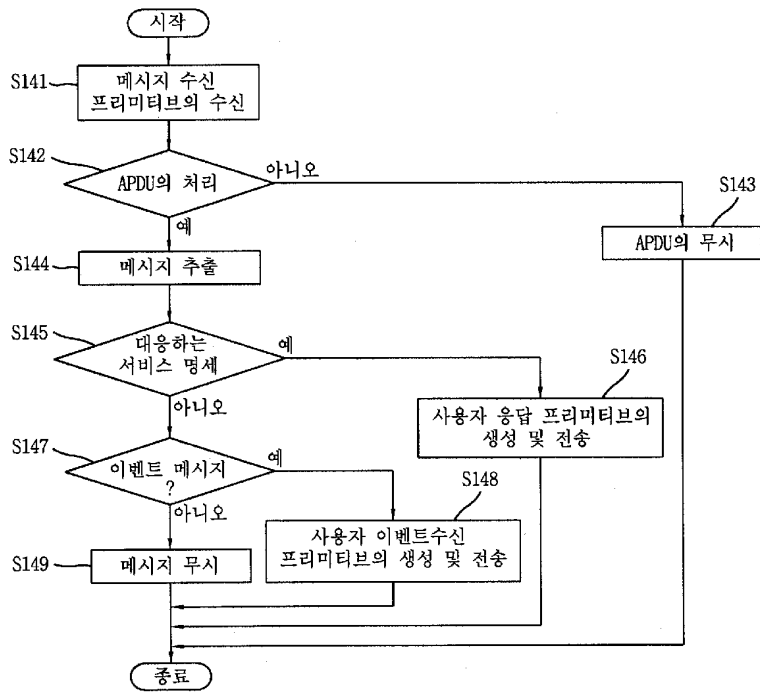 시작
S141
메시지 수신
프리미티브의 수신
S142
APDU의 처리
아니오
예
S143
APDU의 무시
S144
메시지 추출
S145
대응하는
서비스 명세
예
아니오
S146
사용자 응답 프리미티브의
생성 및 전송
S147
이벤트 메시지
?
예
아니오
S148
사용자 이벤트수신
프리미티브의 생성 및 전송
S149
메시지 무시
종료